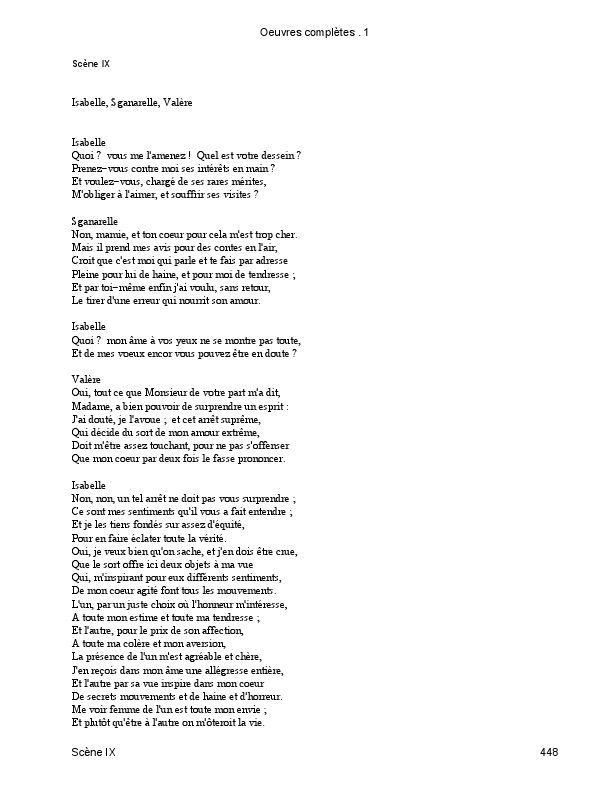 Oeuvres complètes . 1
Scène IX
Isabelle, Sganarelle, Valère
Isabelle
Quoi ?  vous me l'amenez !  Quel est votre dessein ?
Prenez−vous contre moi ses intérêts en main ?
Et voulez−vous, chargé de ses rares mérites,
M'obliger à l'aimer, et souffrir ses visites ?
Sganarelle
Non, mamie, et ton coeur pour cela m'est trop cher.
Mais il prend mes avis pour des contes en l'air,
Croit que c'est moi qui parle et te fais par adresse
Pleine pour lui de haine, et pour moi de tendresse ;
Et par toi−même enfin j'ai voulu, sans retour,
Le tirer d'une erreur qui nourrit son amour.
Isabelle
Quoi ?  mon âme à vos yeux ne se montre pas toute,
Et de mes voeux encor vous pouvez être en doute ?
Valère
Oui, tout ce que Monsieur de votre part m'a dit,
Madame, a bien pouvoir de surprendre un esprit :
J'ai douté, je l'avoue ;  et cet arrêt suprême,
Qui décide du sort de mon amour extrême,
Doit m'être assez touchant, pour ne pas s'offenser
Que mon coeur par deux fois le fasse prononcer.
Isabelle
Non, non, un tel arrêt ne doit pas vous surprendre ;
Ce sont mes sentiments qu'il vous a fait entendre ;
Et je les tiens fondés sur assez d'équité,
Pour en faire éclater toute la vérité.
Oui, je veux bien qu'on sache, et j'en dois être crue,
Que le sort offre ici deux objets à ma vue
Qui, m'inspirant pour eux différents sentiments,
De mon coeur agité font tous les mouvements.
L'un, par un juste choix où l'honneur m'intéresse,
A toute mon estime et toute ma tendresse ;
Et l'autre, pour le prix de son affection,
A toute ma colère et mon aversion,
La présence de l'un m'est agréable et chère,
J'en reçois dans mon âme une allégresse entière,
Et l'autre par sa vue inspire dans mon coeur
De secrets mouvements et de haine et d'horreur.
Me voir femme de l'un est toute mon envie ;
Et plutôt qu'être à l'autre on m'ôteroit la vie.
Scène IX 448